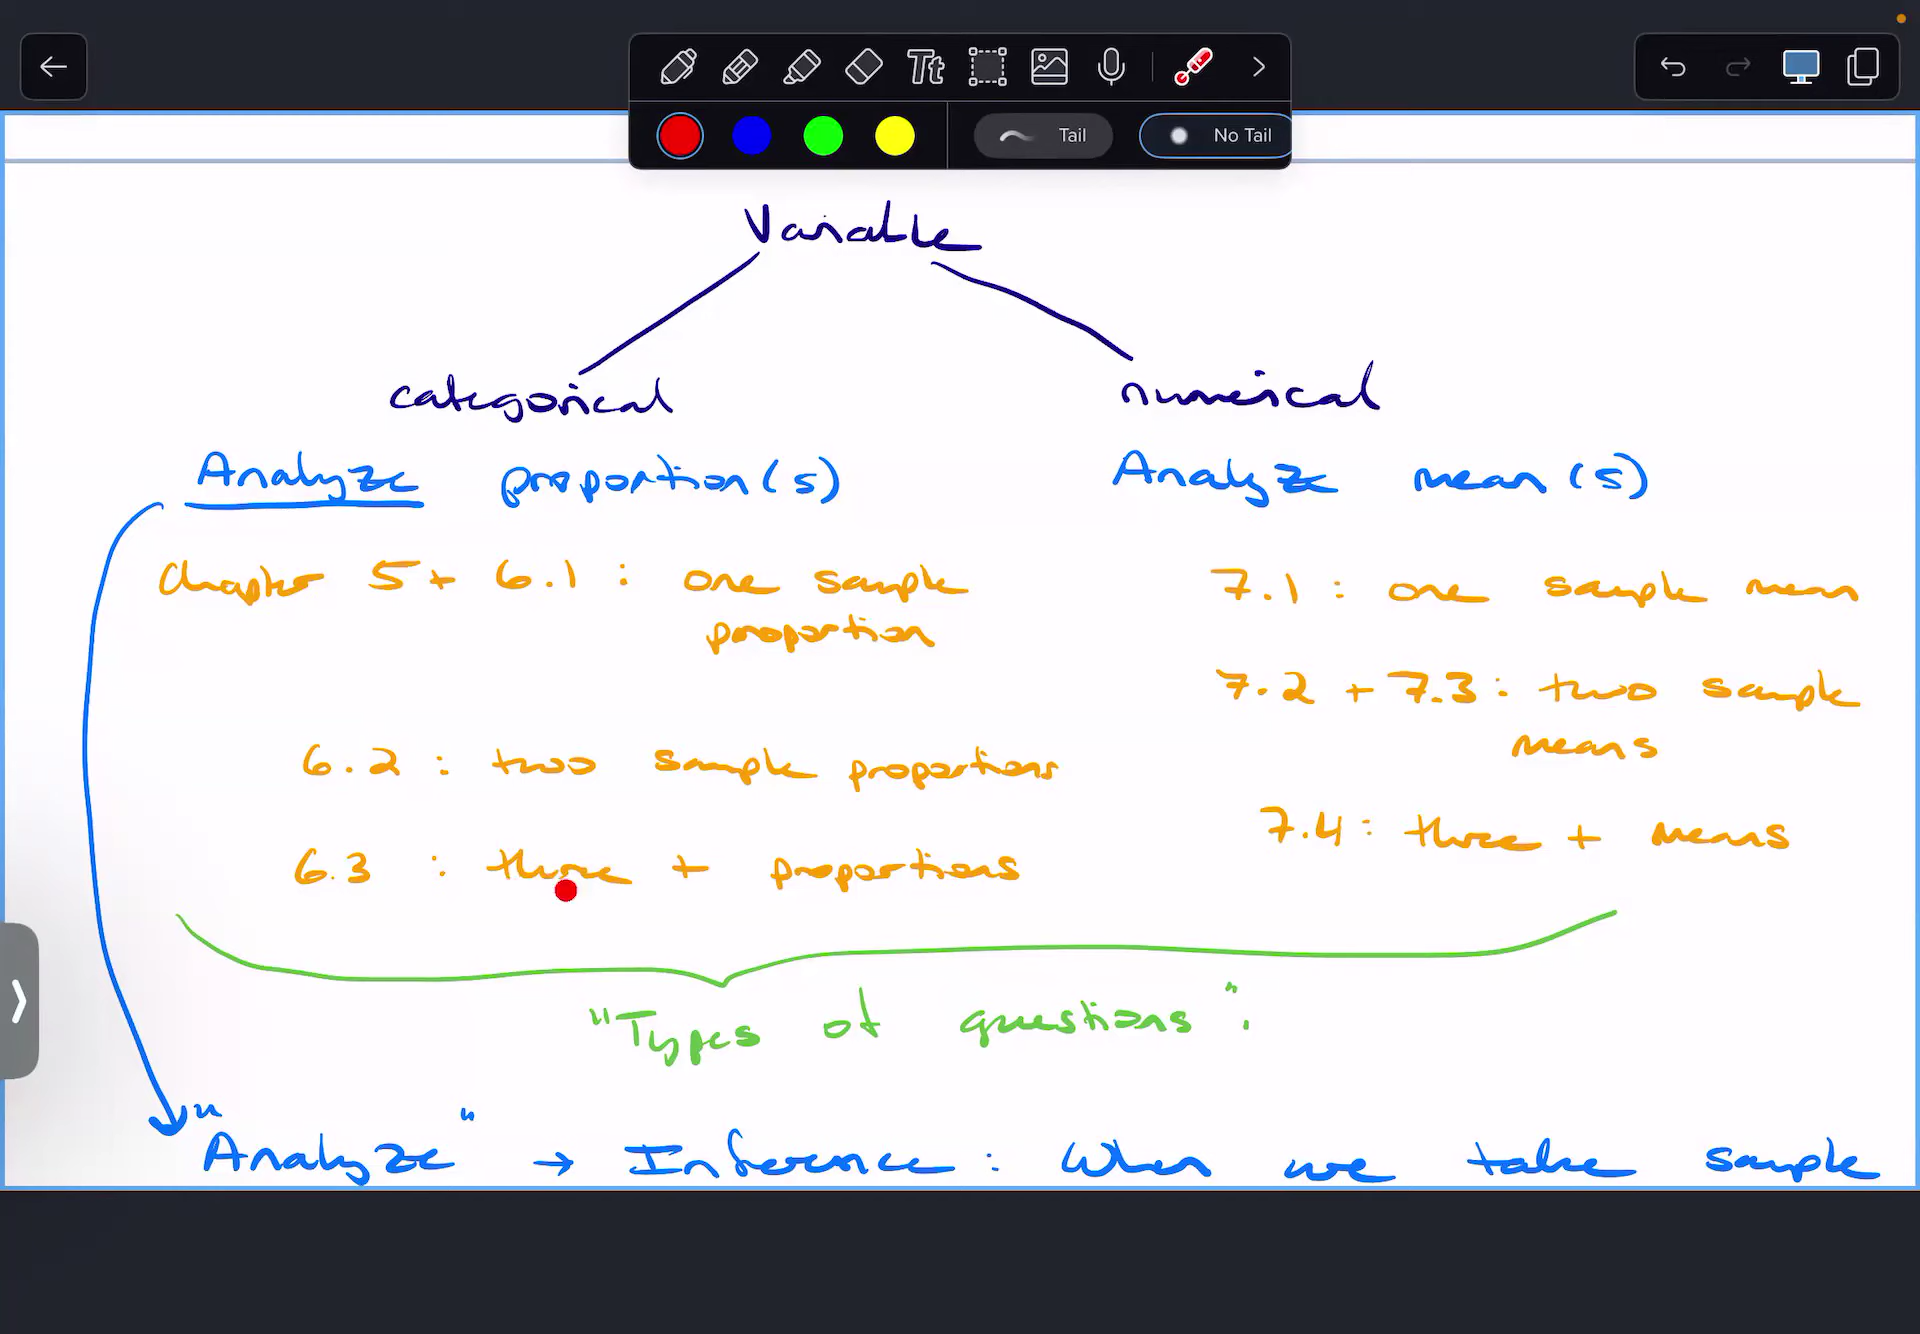 Tt
Tail
No Tail
Variable
categorical
numerical
Analyze proportion(s)
Analyze mean(s)
Chapter 5 + 6.1 : one sample
proportion
6.2 : two sample proportions
6.3 : three + proportions
7.1 : one sample mean
7.2 + 7.3 : two sample
means
7.4 : three + means
"Types of questions".
"Analyze" → Inference : When we take sample